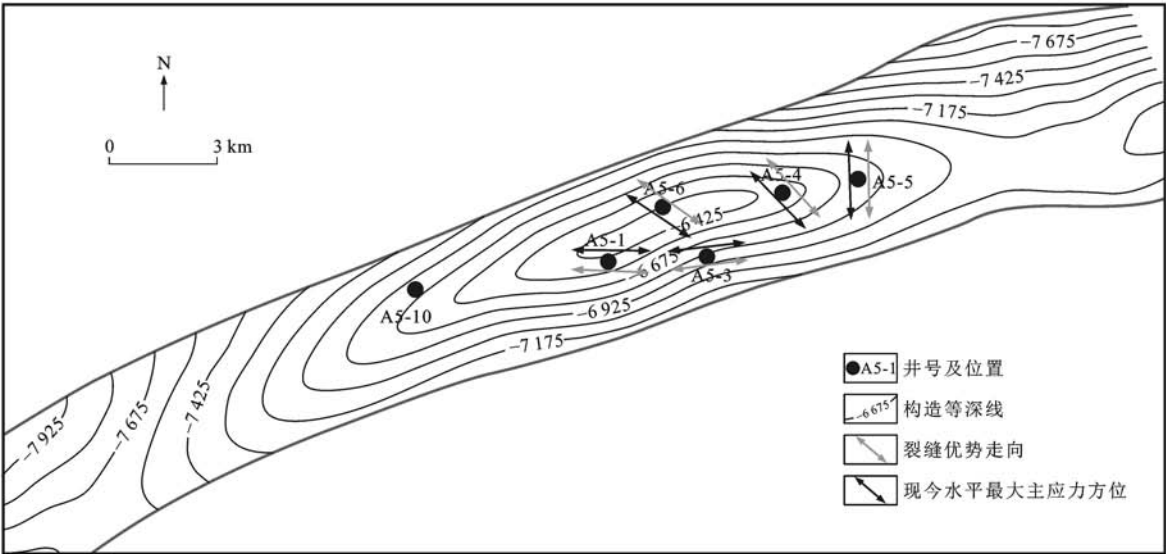 N
0 3 km
−7 675
−7 425
−7 175
A5-6
A5-4
A5-5
−6 425
A5-1
−6 675
A5-3
A5-10
−6 925
−7 175
−7 425
−7 675
−7 925
A5-1 井号及位置
−6 675 构造等深线
裂缝优势走向
现今水平最大主应力方位